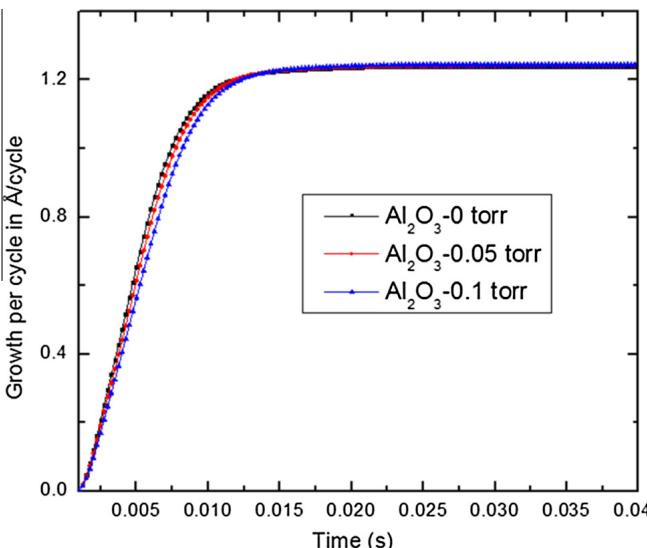 Growth per cycle in Å/cycle
1.2
0.8
0.4
0.0
Al₂O₃-0 torr
Al₂O₃-0.05 torr
Al₂O₃-0.1 torr
0.005 0.010 0.015 0.020 0.025 0.030 0.035 0.04
Time (s)